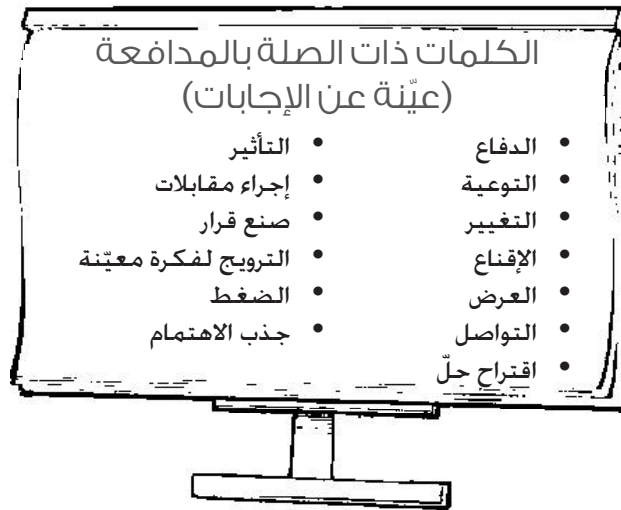 الكلمات ذات الصلة بالمدافعة
(عيّنة عن الإجابات)
• الدفاع
• التوعية
• التغيير
• الإقناع
• العرض
• التواصل
• اقتراح حلّ
• التأثير
• إجراء مقابلات
• صنع قرار
• الترويج لفكرة معيّنة
• الضغط
• جذب الاهتمام